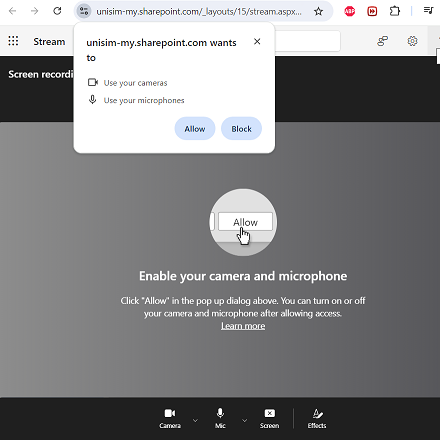 unisim-my.sharepoint.com/_layouts/15/stream.aspx...
ABP
Stream
unisim-my.sharepoint.com wants
to
Use your cameras
Use your microphones
Allow
Block
Screen recordi
Allow
Enable your camera and microphone
Click "Allow" in the pop up dialog above. You can turn on or off
your camera and microphone after allowing access.
Learn more
Camera
Mic
Screen
Effects